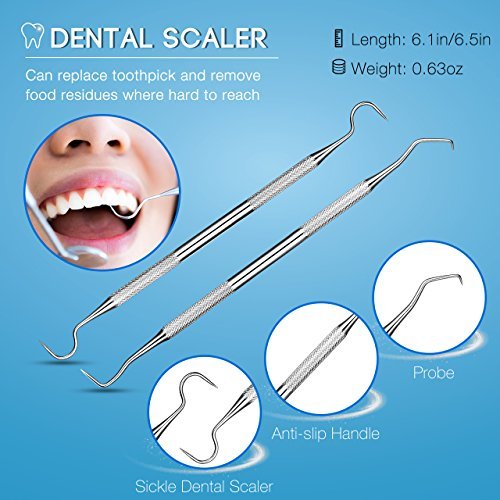 DENTAL SCALER
Can replace toothpick and remove
food residues where hard to reach
Length: 6.1in/6.5in
Weight: 0.63oz
Probe
Anti-slip Handle
Sickle Dental Scaler